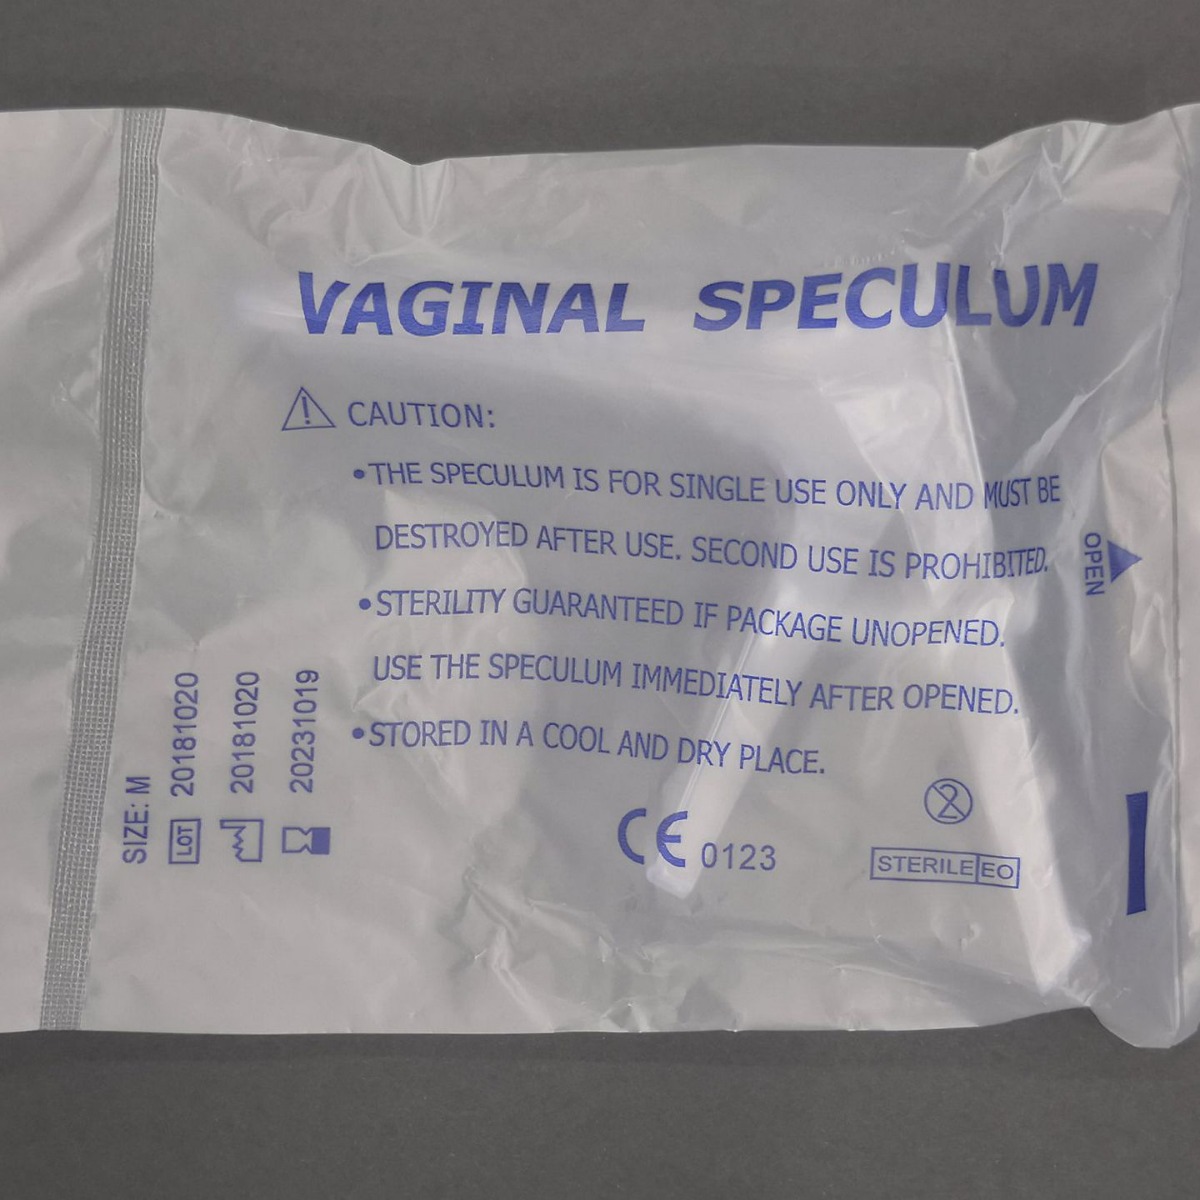 VAGINAL SPECULUM
CAUTION:
•THE SPECULUM IS FOR SINGLE USE ONLY AND MUST BE
DESTROYED AFTER USE. SECOND USE IS PROHIBITED.
•STERILITY GUARANTEED IF PACKAGE UNOPENED.
USE THE SPECULUM IMMEDIATELY AFTER OPENED.
•STORED IN A COOL AND DRY PLACE.
OPEN
SIZE: M
LOT 20181020
20181020
20231019
CE 0123
2
STERILE EO